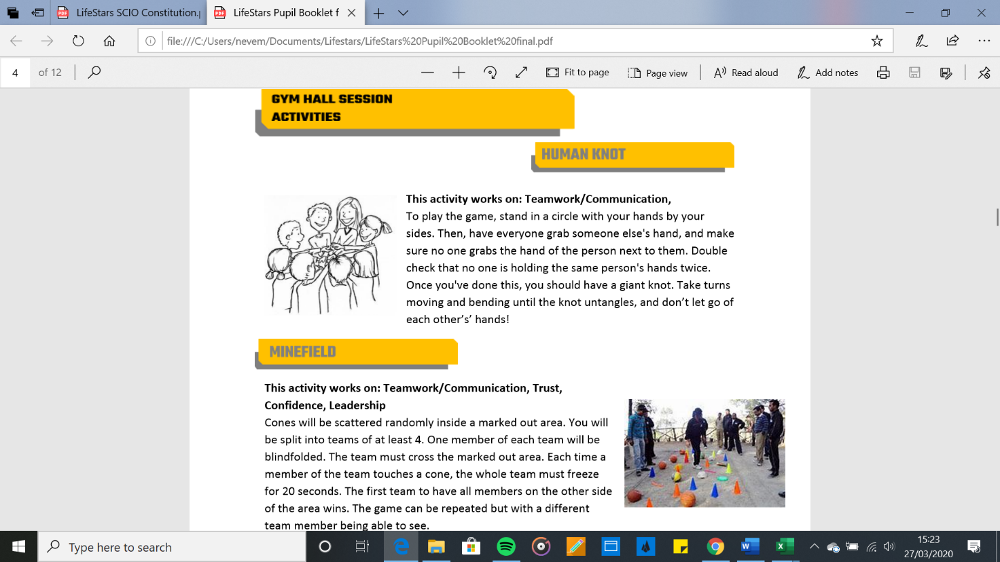 LifeStars SCIO Constitution.
LifeStars Pupil Booklet f
file:///C:/Users/nevem/Documents/Lifestars/LifeStars%20Pupil%20Booklet%20final.pdf
4 of 12
Fit to page
Page view
Read aloud
Add notes
GYM HALL SESSION
ACTIVITIES
HUMAN KNOT
This activity works on: Teamwork/Communication,
To play the game, stand in a circle with your hands by your
sides. Then, have everyone grab someone else's hand, and make
sure no one grabs the hand of the person next to them. Double
check that no one is holding the same person's hands twice.
Once you've done this, you should have a giant knot. Take turns
moving and bending until the knot untangles, and don’t let go of
each other’s’ hands!
MINEFIELD
This activity works on: Teamwork/Communication, Trust,
Confidence, Leadership
Cones will be scattered randomly inside a marked out area. You will
be split into teams of at least 4. One member of each team will be
blindfolded. The team must cross the marked out area. Each time a
member of the team touches a cone, the whole team must freeze
for 20 seconds. The first team to have all members on the other side
of the area wins. The game can be repeated but with a different
team member being able to see.
Type here to search
15:23
27/03/2020